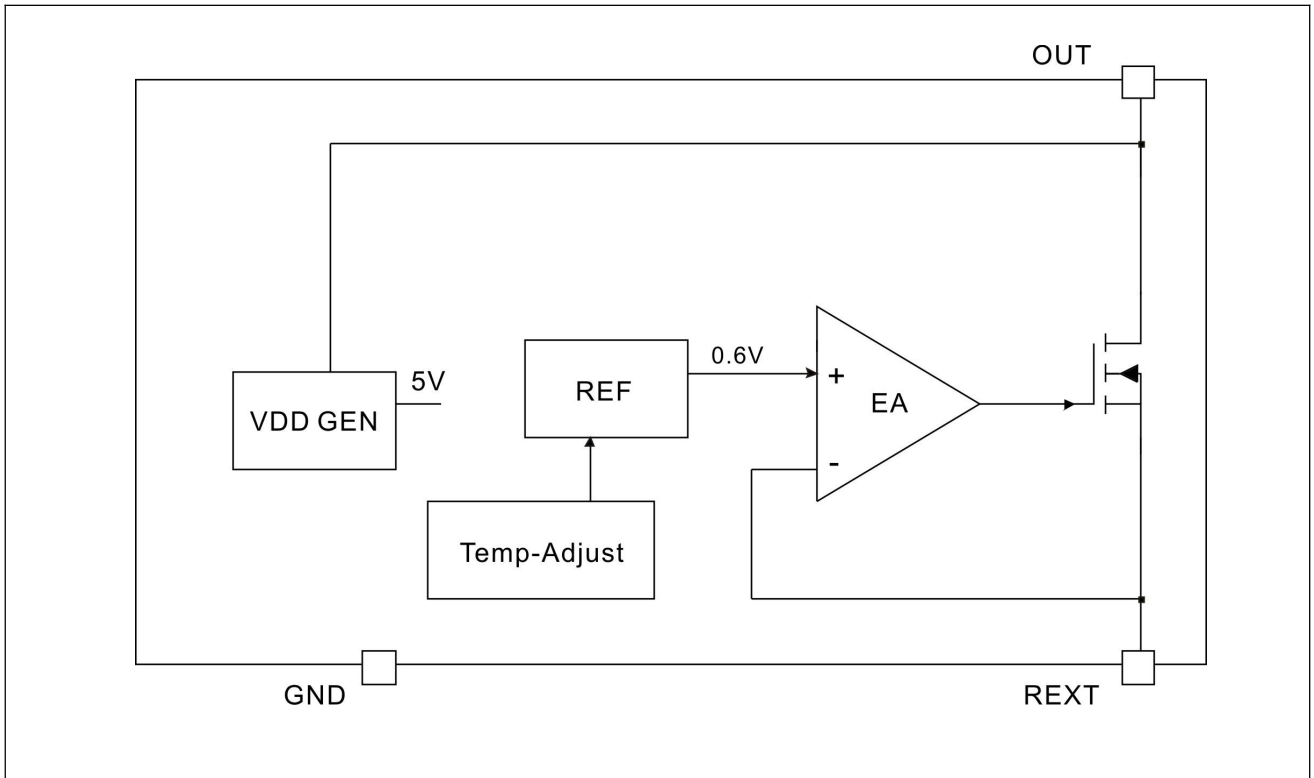 OUT
5V
VDD GEN
REF
0.6V
+
EA
-
Temp-Adjust
GND
REXT